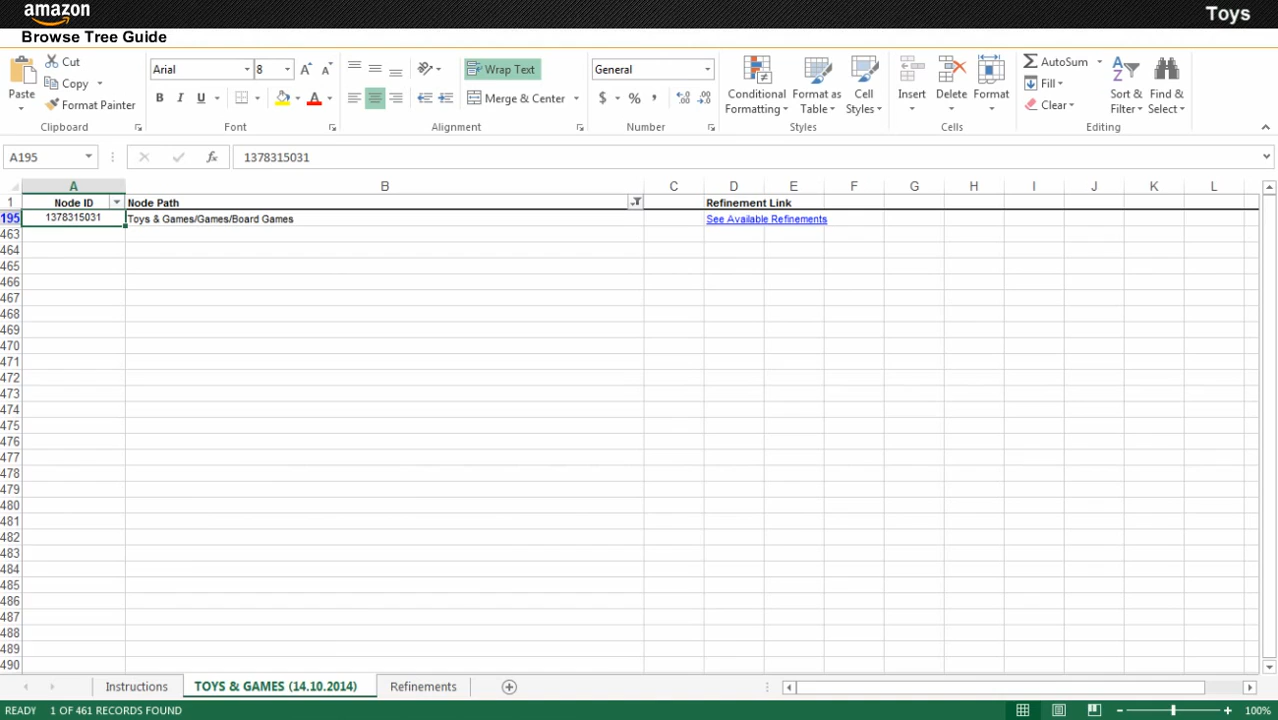 amazon
Toys
Browse Tree Guide
Paste
Cut
Copy
Format Painter
Clipboard
Arial
8
B I U
A
Font
Wrap Text
Merge & Center
Alignment
General
$ % ,
Number
Conditional Formatting
Format as Table
Cell Styles
Styles
Insert
Delete
Format
Cells
AutoSum
Fill
Clear
Sort & Filter
Find & Select
Editing
A195
fx
1378315031
A B C D E F G H I J K L
1 Node ID Node Path Refinement Link
195 1378315031 Toys & Games/Games/Board Games See Available Refinements
463
464
465
466
467
468
469
470
471
472
473
474
475
476
477
478
479
480
481
482
483
484
485
486
487
488
489
490
Instructions
TOYS & GAMES (14.10.2014)
Refinements
READY
1 OF 461 RECORDS FOUND
100%